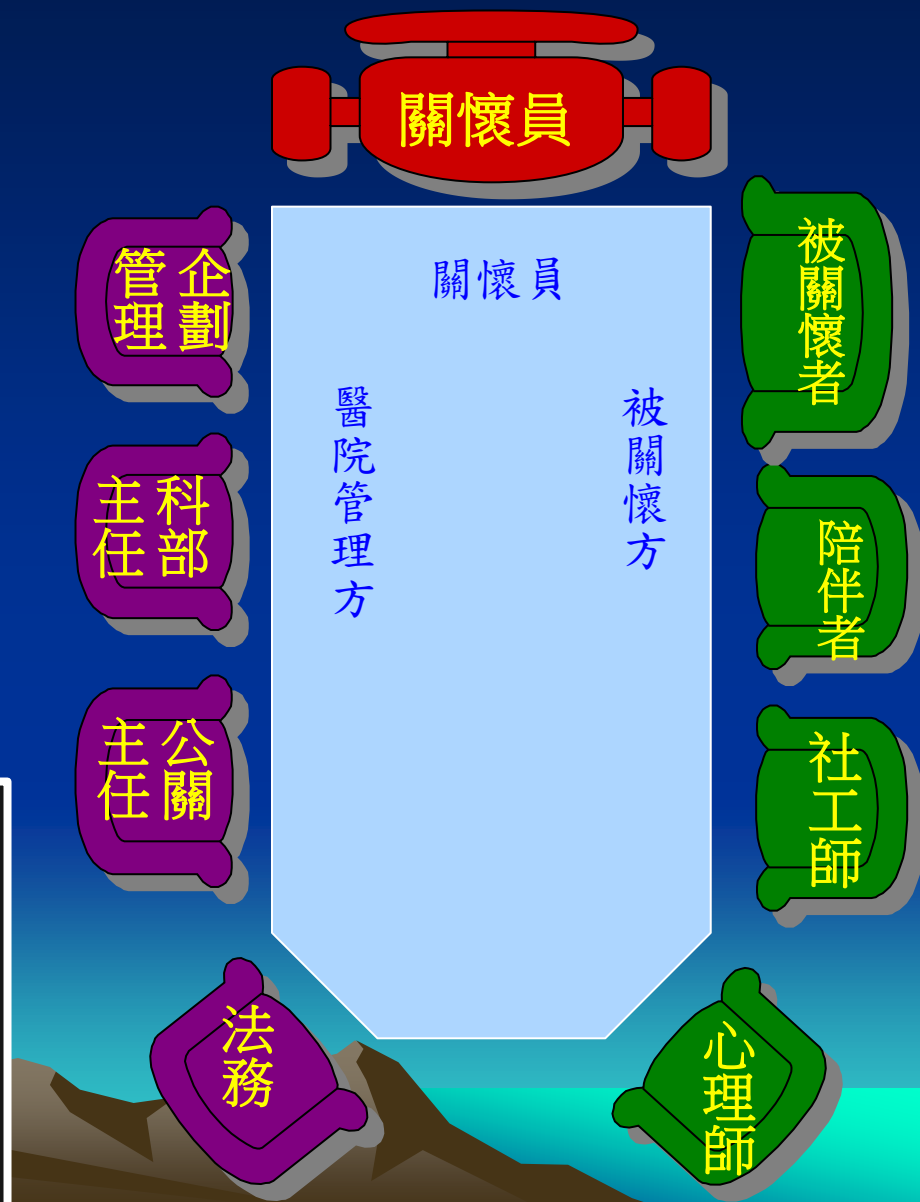 關懷員
關懷員
醫院管理方
被關懷方
企劃
管理
科部
主任
公關
主任
法務
被關懷者
陪伴者
社工師
心理師